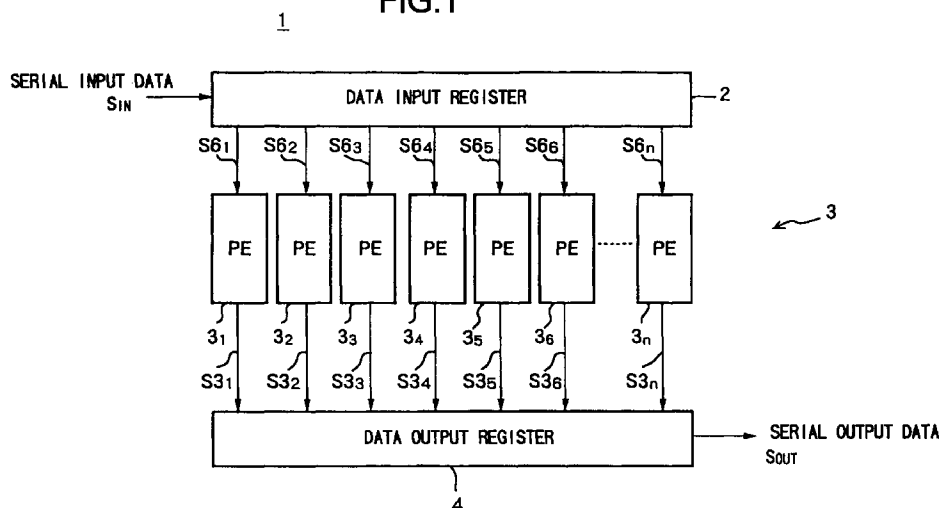 FIG.1
1
SERIAL INPUT DATA
SIN
DATA INPUT REGISTER
2
S61 S62 S63 S64 S65 S66 S6n
3
PE PE PE PE PE PE PE
31 32 33 34 35 36 3n
S31 S32 S33 S34 S35 S36 S3n
DATA OUTPUT REGISTER
SERIAL OUTPUT DATA
SOUT
4